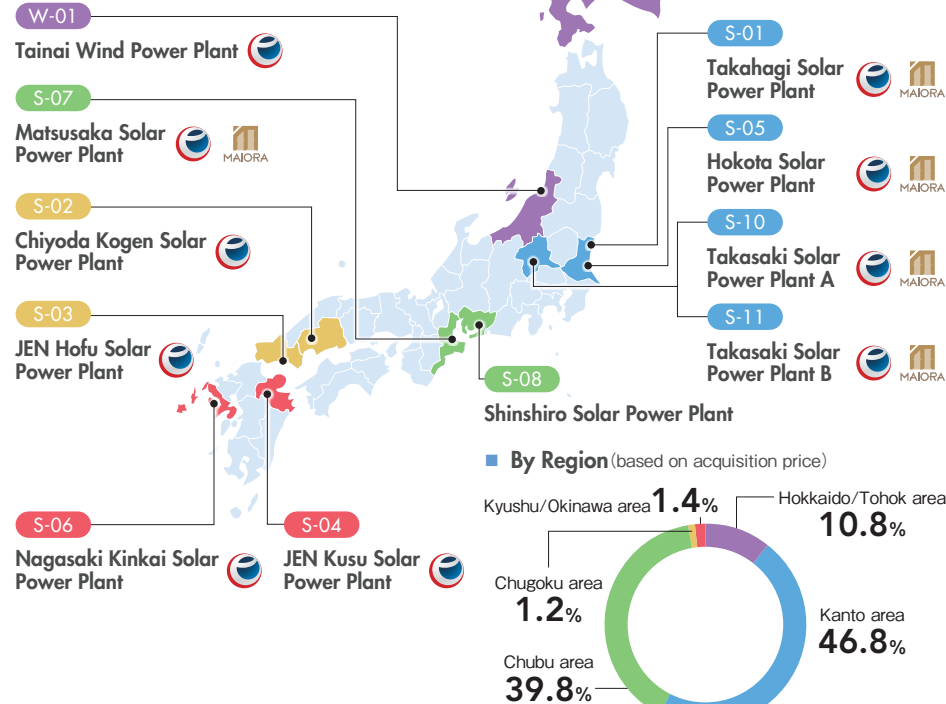 W-01
Tainai Wind Power Plant
S-07
Matsusaka Solar
Power Plant
MAIORA
S-02
Chiyoda Kogen Solar
Power Plant
S-03
JEN Hofu Solar
Power Plant
S-06
Nagasaki Kinkai Solar
Power Plant
S-04
JEN Kusu Solar
Power Plant
S-01
Takahagi Solar
Power Plant
MAIORA
S-05
Hokota Solar
Power Plant
MAIORA
S-10
Takasaki Solar
Power Plant A
MAIORA
S-11
Takasaki Solar
Power Plant B
MAIORA
S-08
Shinshiro Solar Power Plant
By Region (based on acquisition price)
Kyushu/Okinawa area 1.4%
Hokkaido/Tohok area
10.8%
Chugoku area
1.2%
Kanto area
46.8%
Chubu area
39.8%